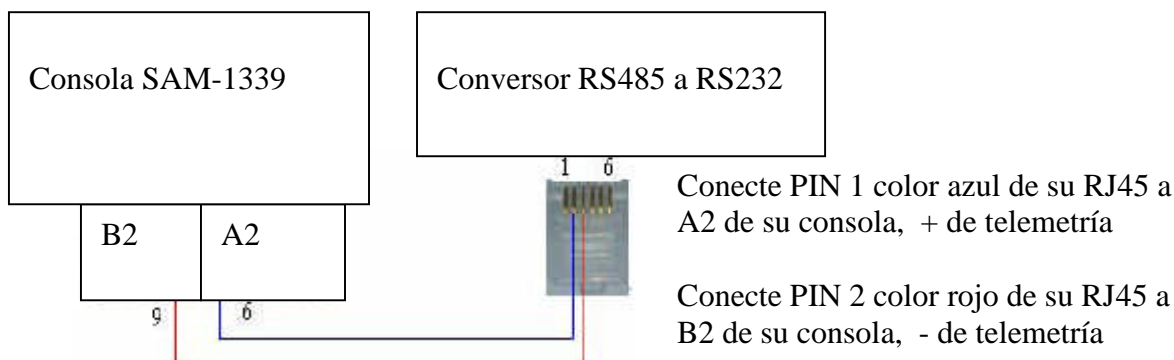 Consola SAM-1339
Conversor RS485 a RS232
B2
A2
9
6
1 6
Conecte PIN 1 color azul de su RJ45 a
A2 de su consola, + de telemetría
Conecte PIN 2 color rojo de su RJ45 a
B2 de su consola, - de telemetría